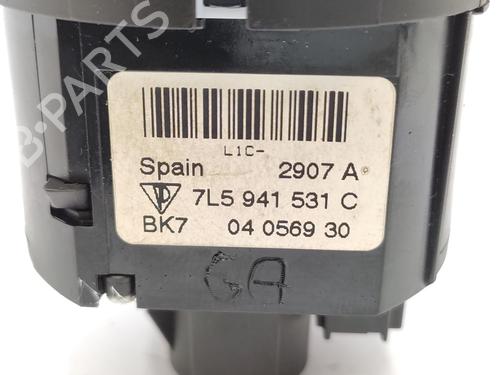 B-PARTS
L1C-
Spain 2907 A
7L5 941 531 C
BK7 04 0569 30
GA